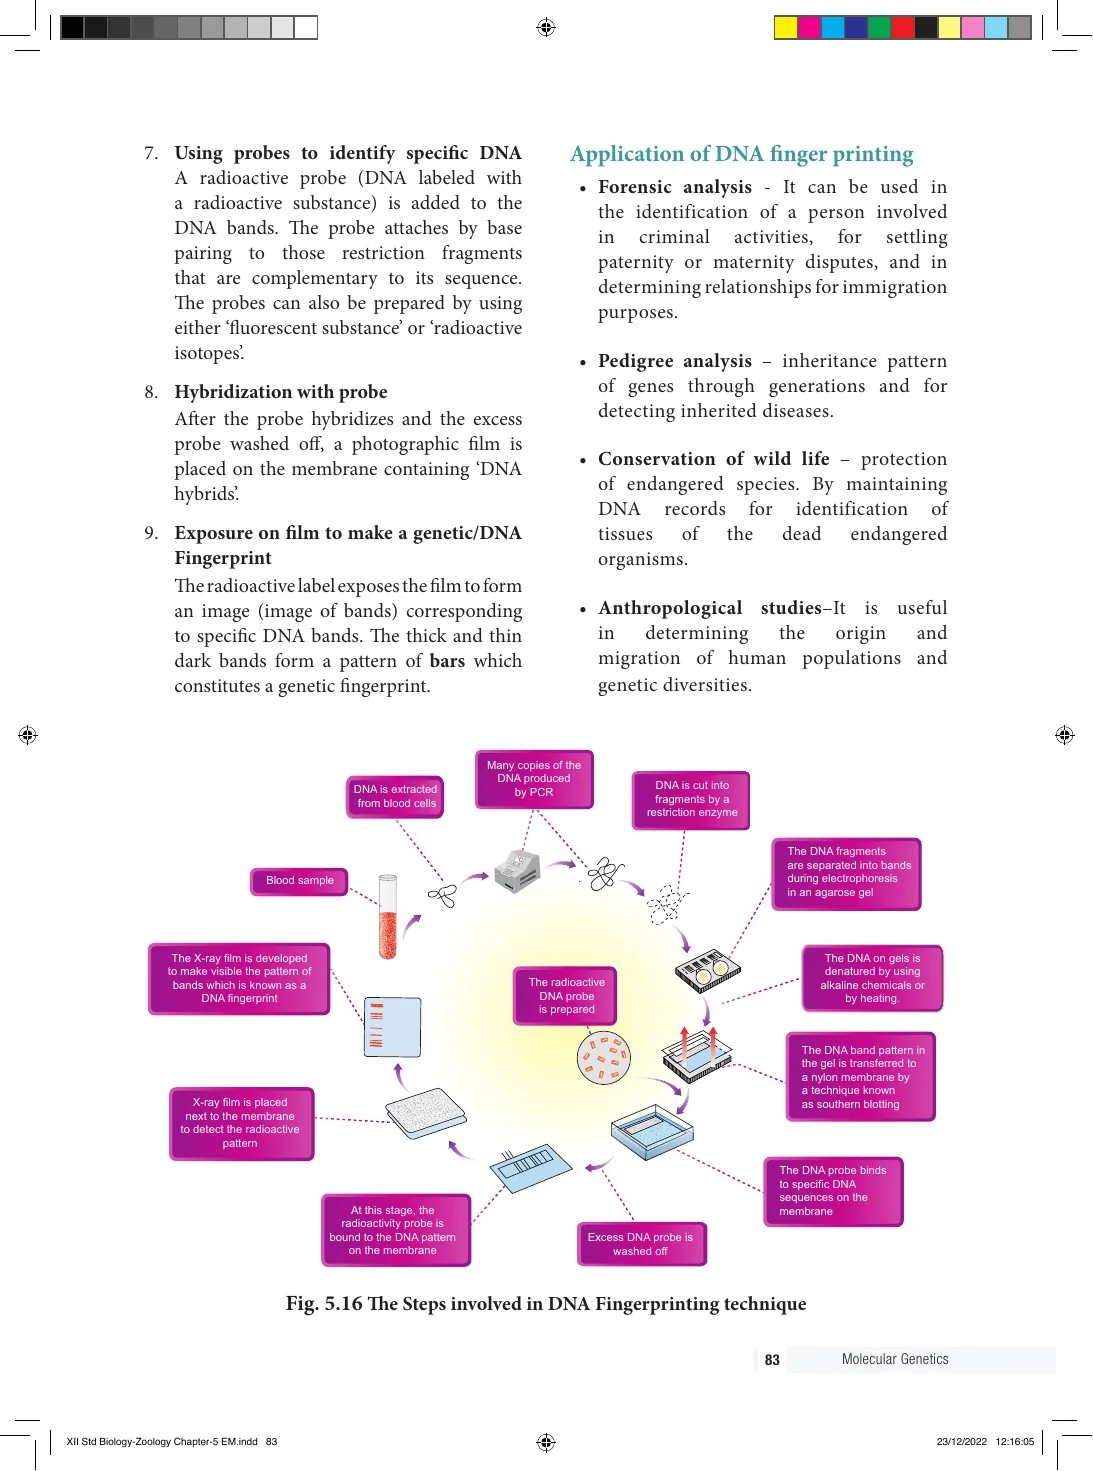 7. Using probes to identify specific DNA
A radioactive probe (DNA labeled with
a radioactive substance) is added to the
DNA bands. The probe attaches by base
pairing to those restriction fragments
that are complementary to its sequence.
The probes can also be prepared by using
either ‘fluorescent substance’ or ‘radioactive
isotopes’.
8. Hybridization with probe
After the probe hybridizes and the excess
probe washed off, a photographic film is
placed on the membrane containing ‘DNA
hybrids’.
9. Exposure on film to make a genetic/DNA
Fingerprint
The radioactive label exposes the film to form
an image (image of bands) corresponding
to specific DNA bands. The thick and thin
dark bands form a pattern of bars which
constitutes a genetic fingerprint.
Application of DNA finger printing
• Forensic analysis - It can be used in
the identification of a person involved
in criminal activities, for settling
paternity or maternity disputes, and in
determining relationships for immigration
purposes.
• Pedigree analysis – inheritance pattern
of genes through generations and for
detecting inherited diseases.
• Conservation of wild life – protection
of endangered species. By maintaining
DNA records for identification of
tissues of the dead endangered
organisms.
• Anthropological studies–It is useful
in determining the origin and
migration of human populations and
genetic diversities.
Many copies of the
DNA produced
by PCR
DNA is extracted
from blood cells
DNA is cut into
fragments by a
restriction enzyme
The DNA fragments
are separated into bands
during electrophoresis
in an agarose gel
Blood sample
The X-ray film is developed
to make visible the pattern of
bands which is known as a
DNA fingerprint
The DNA on gels is
denatured by using
alkaline chemicals or
by heating.
The radioactive
DNA probe
is prepared
The DNA band pattern in
the gel is transferred to
a nylon membrane by
a technique known
as southern blotting
X-ray film is placed
next to the membrane
to detect the radioactive
pattern
The DNA probe binds
to specific DNA
sequences on the
membrane
At this stage, the
radioactivity probe is
bound to the DNA pattern
on the membrane
Excess DNA probe is
washed off
Fig. 5.16 The Steps involved in DNA Fingerprinting technique
83 Molecular Genetics
XII Std Biology-Zoology Chapter-5 EM.indd 83
23/12/2022 12:16:05